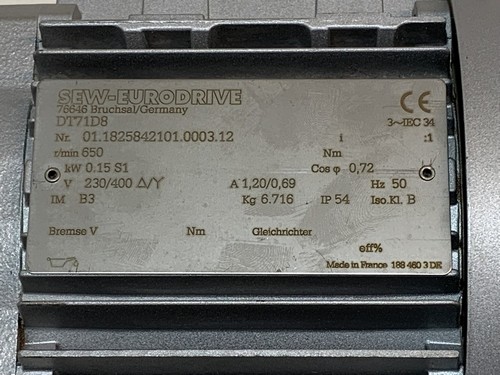 SEW-EURODRIVE
76646 Bruchsal/Germany
DT71D8 3~IEC 34
Nr. 01.1825842101.0003.12 i :1
r/min 650 Nm
kW 0.15 S1 Cos φ 0,72
V 230/400 Δ/Y A 1,20/0,69 Hz 50
IM B3 Kg 6.716 IP 54 Iso.Kl. B
Bremse V Nm Gleichrichter
eff%
Made in France 188 460 3 DE
CE